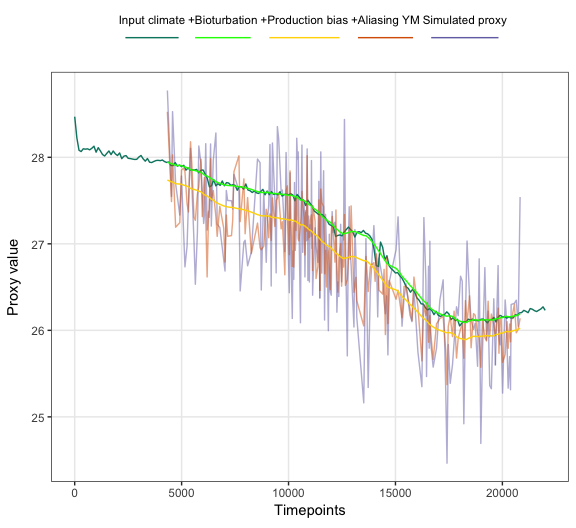 Input climate +Bioturbation +Production bias +Aliasing YM Simulated proxy
28
27
26
25
Proxy value
0 5000 10000 15000 20000
Timepoints